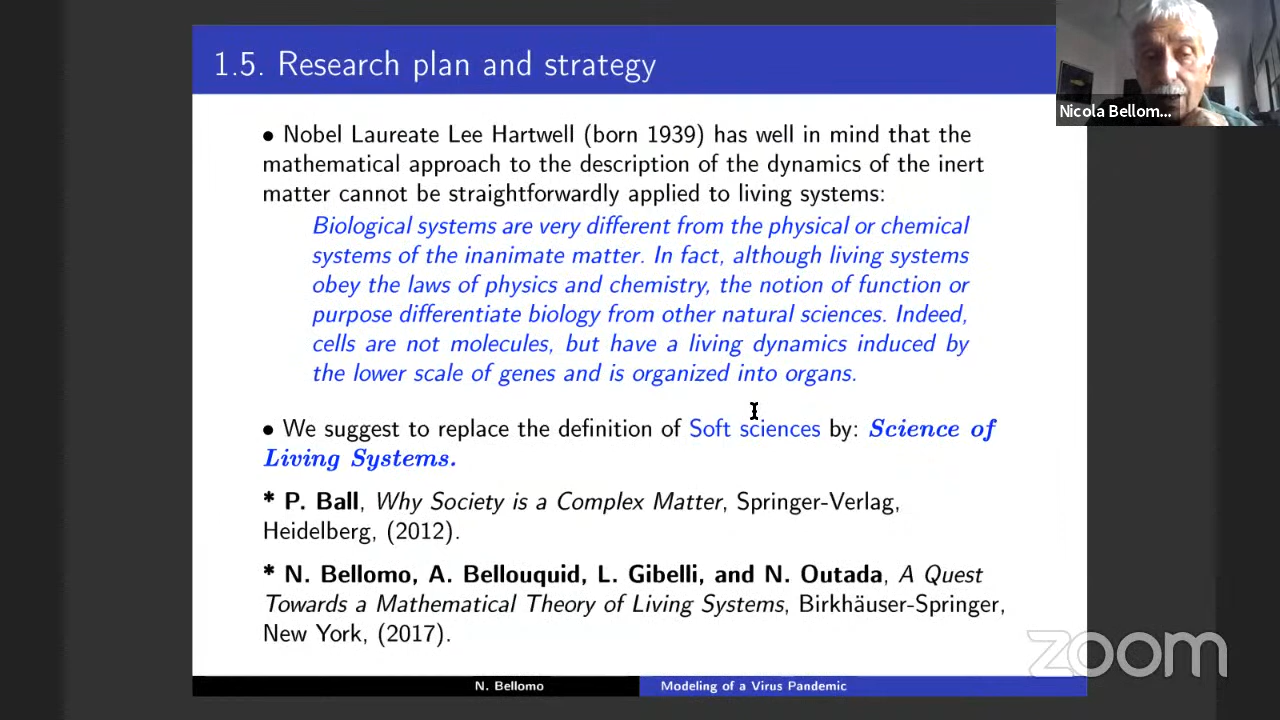 1.5. Research plan and strategy
Nicola Bellom...
• Nobel Laureate Lee Hartwell (born 1939) has well in mind that the
mathematical approach to the description of the dynamics of the inert
matter cannot be straightforwardly applied to living systems:
Biological systems are very different from the physical or chemical
systems of the inanimate matter. In fact, although living systems
obey the laws of physics and chemistry, the notion of function or
purpose differentiate biology from other natural sciences. Indeed,
cells are not molecules, but have a living dynamics induced by
the lower scale of genes and is organized into organs.
• We suggest to replace the definition of Soft sciences by: Science of
Living Systems.
* P. Ball, Why Society is a Complex Matter, Springer-Verlag,
Heidelberg, (2012).
* N. Bellomo, A. Bellouquid, L. Gibelli, and N. Outada, A Quest
Towards a Mathematical Theory of Living Systems, Birkhäuser-Springer,
New York, (2017).
zoom
N. Bellomo
Modeling of a Virus Pandemic